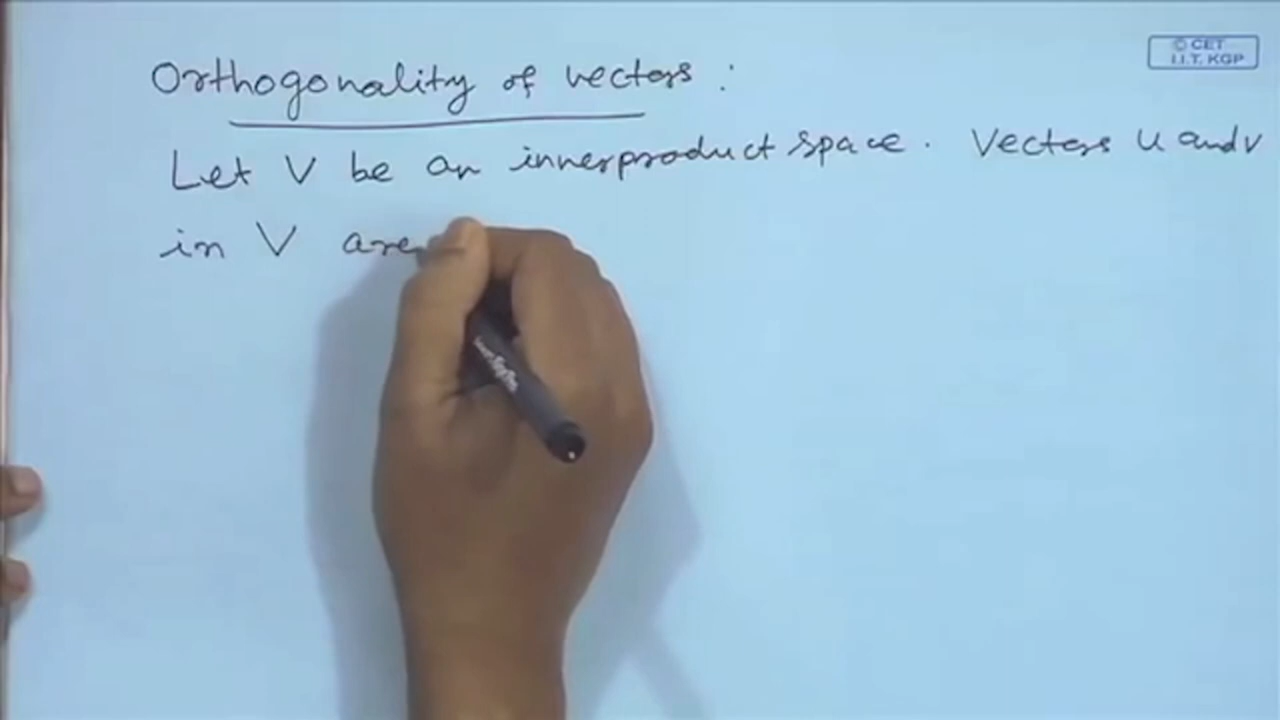 © CET
I.I.T. KGP
Orthogonality of vectors :
Let V be an innerproduct space. Vectors u and v
in V are